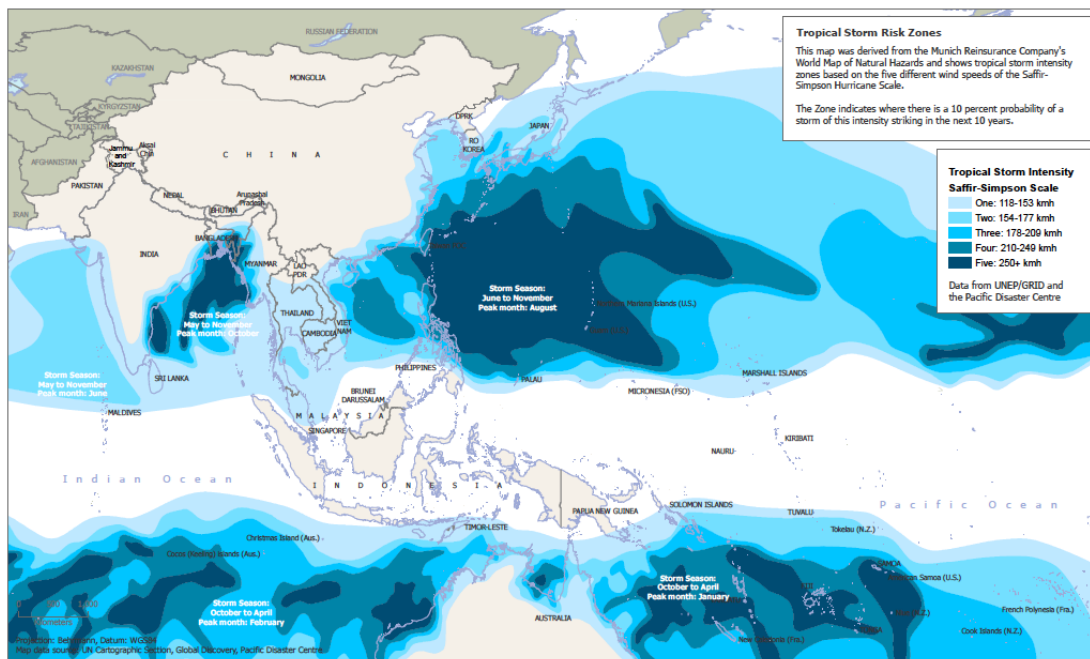 Tropical Storm Risk Zones
This map was derived from the Munich Reinsurance Company's
World Map of Natural Hazards and shows tropical storm intensity
zones based on the five different wind speeds of the Saffir-
Simpson Hurricane Scale.
The Zone indicates where there is a 10 percent probability of a
storm of this intensity striking in the next 10 years.
Tropical Storm Intensity
Saffir-Simpson Scale
One: 118-153 kmh
Two: 154-177 kmh
Three: 178-209 kmh
Four: 210-249 kmh
Five: 250+ kmh
Data from UNEP/GRID and
the Pacific Disaster Centre
RUSSIAN FEDERATION
KAZAKHSTAN
MONGOLIA
KYRGYZSTAN
TAJIKISTAN
DPRK
JAPAN
RO
KOREA
Jammu
and
Kashmir
Aksai
Chin
C H I N A
AFGHANISTAN
PAKISTAN
IRAN
NEPAL
BHUTAN
Arunashal
Pradesh
BANGLADESH
INDIA
MYANMAR
LAO
PDR
THAILAND
CAMBODIA
VIET
NAM
Storm Season:
May to November
Peak month: October
Storm Season:
June to November
Peak month: August
Northern Mariana Islands (U.S.)
Storm Season:
May to November
Peak month: June
SRI LANKA
MALDIVES
PHILIPPINES
PALAU
MARSHALL ISLANDS
MICRONESIA (FSO)
BRUNEI
DARUSSALAM
M A L A Y S I A
SINGAPORE
KIRIBATI
NAURU
Indian Ocean
I N D O N E S I A
PAPUA NEW GUINEA
SOLOMON ISLANDS
TUVALU
Pacific Ocean
TIMOR-LESTE
Tokelau (N.Z.)
Christmas Island (Aus.)
Cocos (Keeling) Islands (Aus.)
SAMOA
American Samoa (U.S.)
Storm Season:
October to April
Peak month: February
Storm Season:
October to April
Peak month: January
FIJI
AUSTRALIA
New Caledonia (Fra.)
TONGA
Cook Islands (N.Z.)
French Polynesia (Fra.)
Kilometers
Projection: Behrmann, Datum: WGS84
Map data source: UN Cartographic Section, Global Discovery, Pacific Disaster Centre